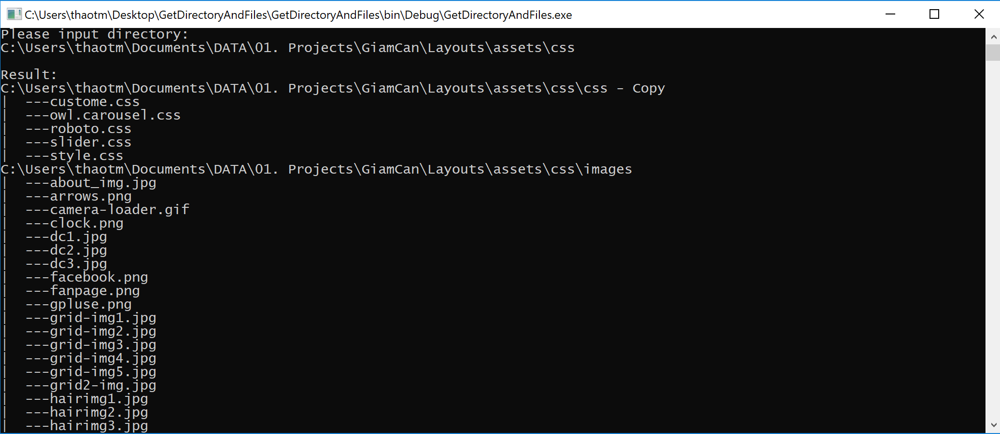 C:\Users\thaotm\Desktop\GetDirectoryAndFiles\GetDirectoryAndFiles\bin\Debug\GetDirectoryAndFiles.exe
Please input directory:
C:\Users\thaotm\Documents\DATA\01. Projects\GiamCan\Layouts\assets\css

Result:
C:\Users\thaotm\Documents\DATA\01. Projects\GiamCan\Layouts\assets\css\css - Copy
|  ---custome.css
|  ---owl.carousel.css
|  ---roboto.css
|  ---slider.css
|  ---style.css
C:\Users\thaotm\Documents\DATA\01. Projects\GiamCan\Layouts\assets\css\images
|  ---about_img.jpg
|  ---arrows.png
|  ---camera-loader.gif
|  ---clock.png
|  ---dc1.jpg
|  ---dc2.jpg
|  ---dc3.jpg
|  ---facebook.png
|  ---fanpage.png
|  ---gpluse.png
|  ---grid-img1.jpg
|  ---grid-img2.jpg
|  ---grid-img3.jpg
|  ---grid-img4.jpg
|  ---grid-img5.jpg
|  ---grid2-img.jpg
|  ---hairimg1.jpg
|  ---hairimg2.jpg
|  ---hairimg3.jpg